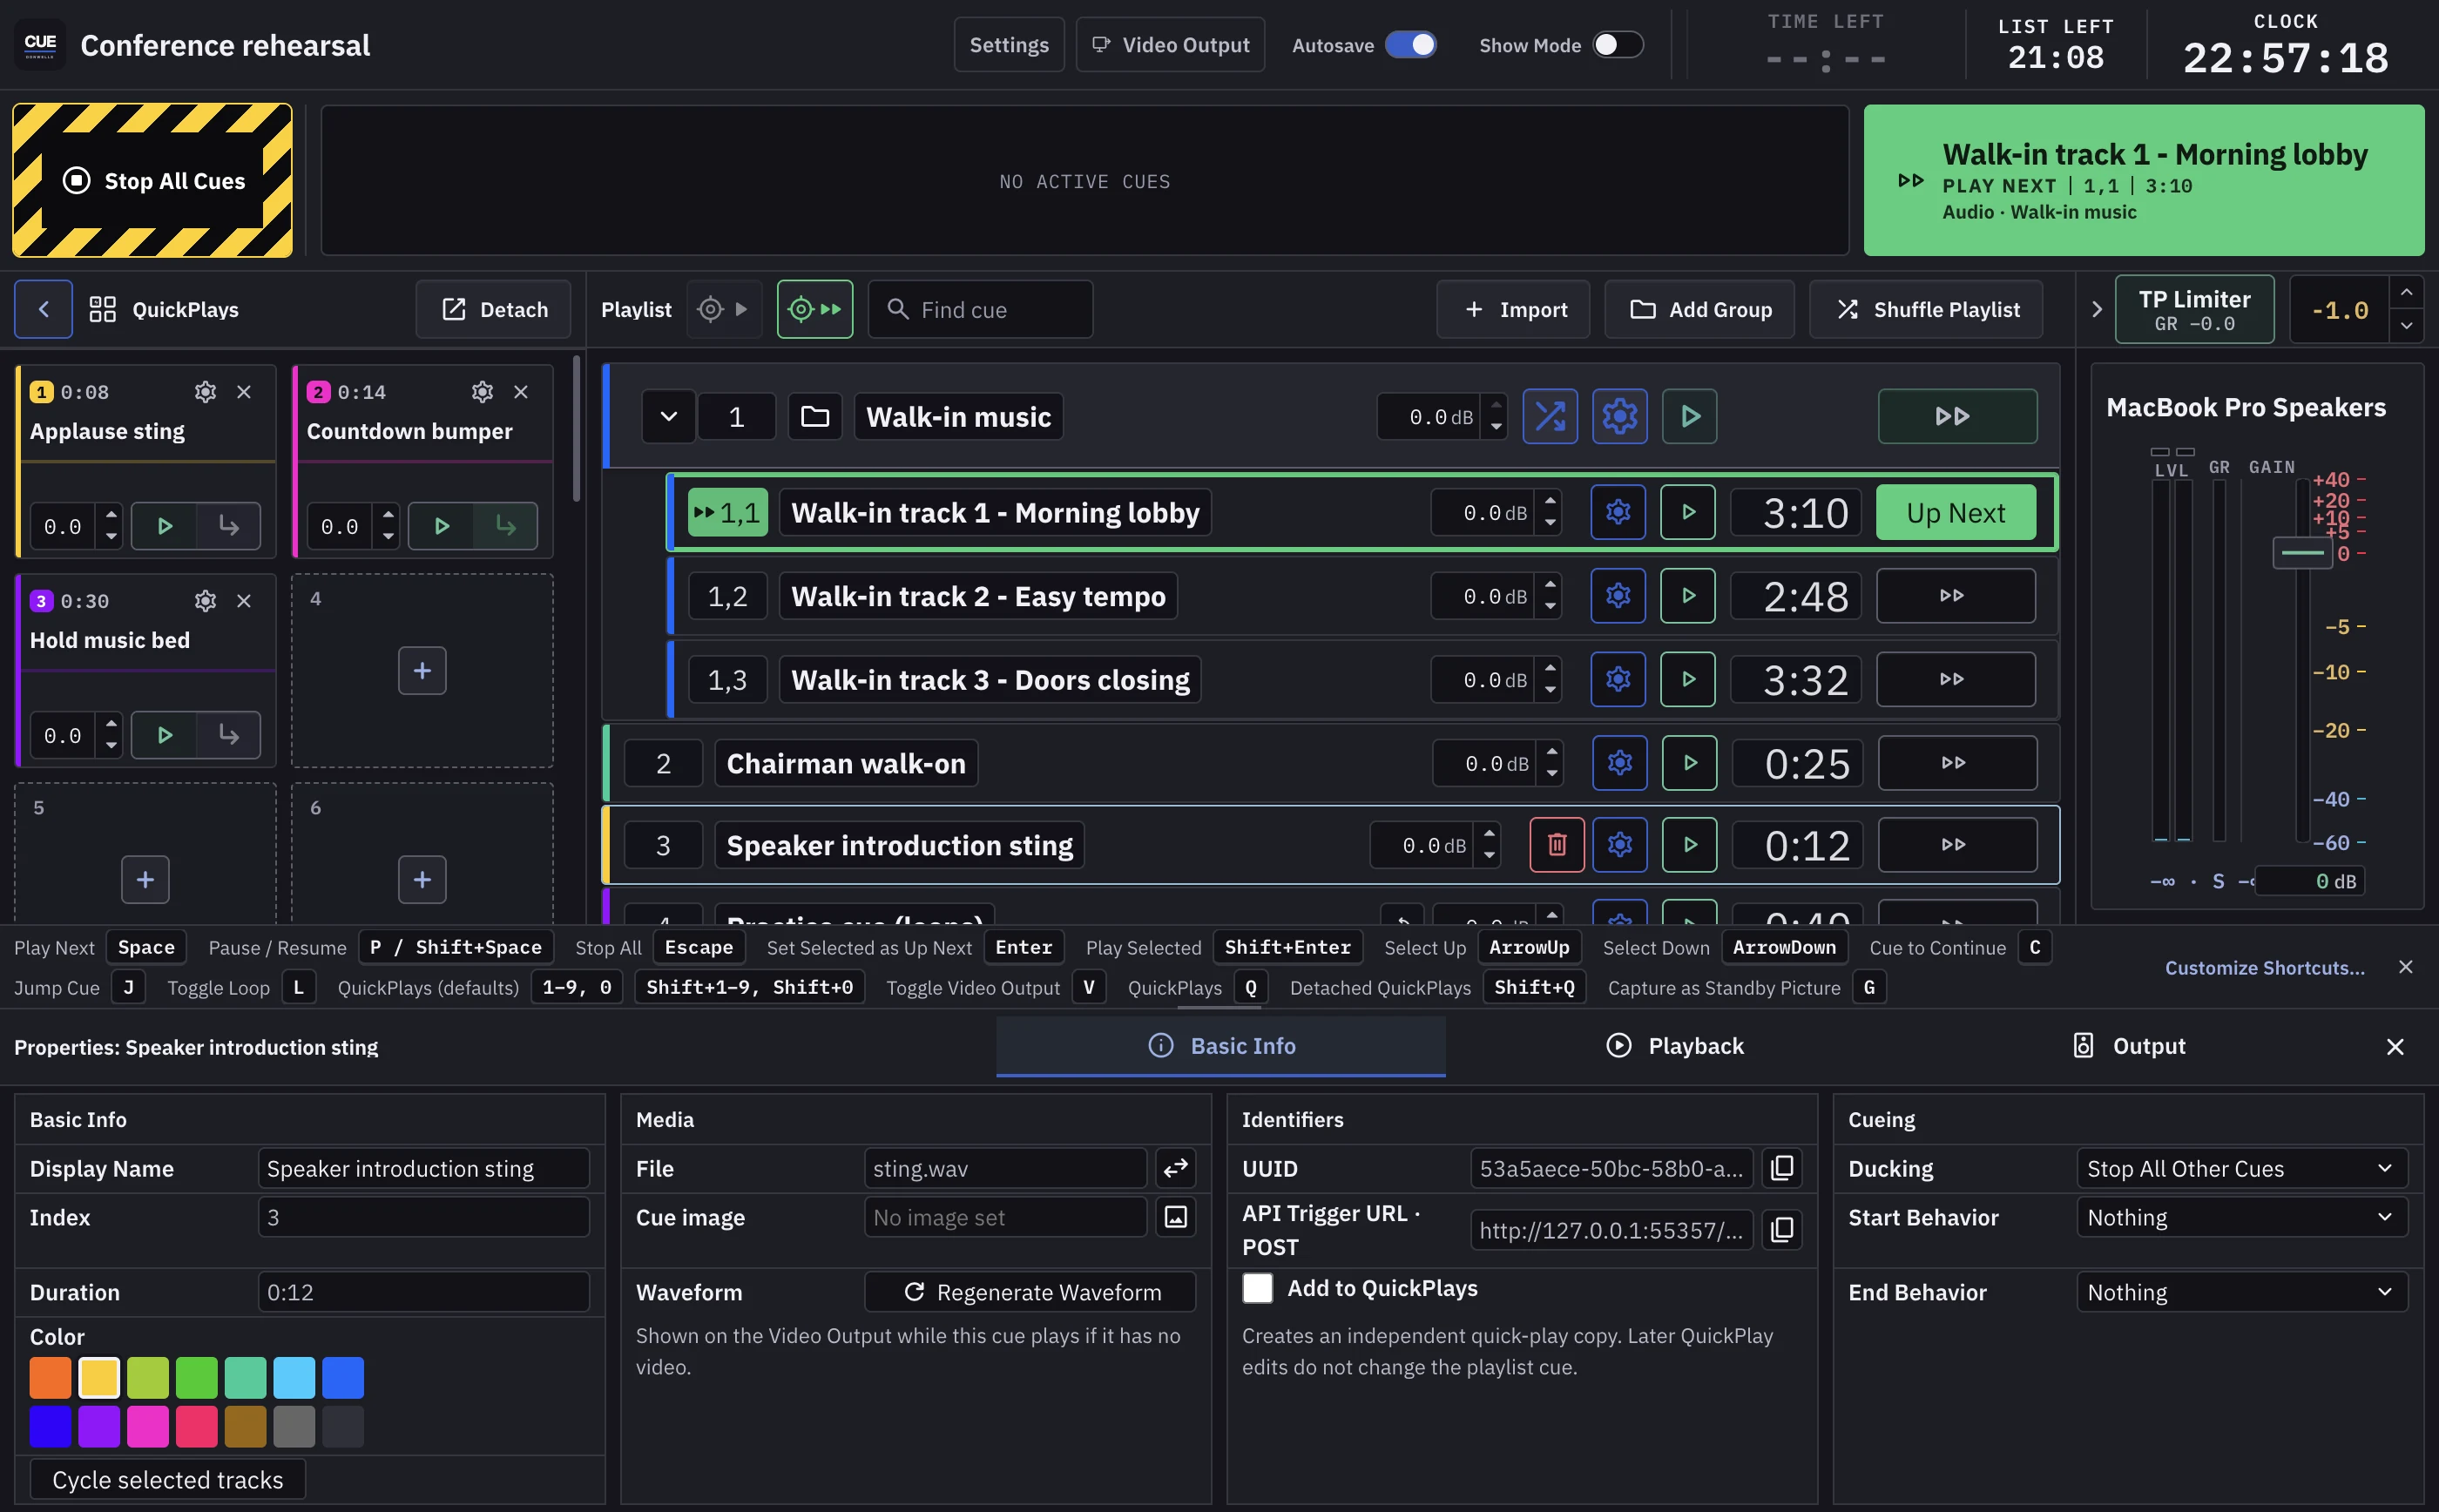 CUE
Conference rehearsal
Settings
Video Output
Autosave
Show Mode
TIME LEFT
--:--
LIST LEFT
21:08
CLOCK
22:57:18
Stop All Cues
NO ACTIVE CUES
Walk-in track 1 - Morning lobby
PLAY NEXT | 1,1 | 3:10
Audio · Walk-in music
QuickPlays
Detach
Playlist
Find cue
Import
Add Group
Shuffle Playlist
TP Limiter
GR -0.0
-1.0
1 0:08
Applause sting
0.0
2 0:14
Countdown bumper
0.0
3 0:30
Hold music bed
0.0
4
5
6
1
Walk-in music
0.0 dB
1,1
Walk-in track 1 - Morning lobby
0.0 dB
3:10
Up Next
1,2
Walk-in track 2 - Easy tempo
0.0 dB
2:48
1,3
Walk-in track 3 - Doors closing
0.0 dB
3:32
2
Chairman walk-on
0.0 dB
0:25
3
Speaker introduction sting
0.0 dB
0:12
4
Practice cue (loops)
0.0 dB
0:40
MacBook Pro Speakers
LVL GR GAIN
+40
+20
+10
+5
0
-5
-10
-20
-40
-60
-∞ · S
0 dB
Play Next Space Pause / Resume P / Shift+Space Stop All Escape Set Selected as Up Next Enter Play Selected Shift+Enter Select Up ArrowUp Select Down ArrowDown Cue to Continue C
Jump Cue J Toggle Loop L QuickPlays (defaults) 1-9, 0 Shift+1-9, Shift+0 Toggle Video Output V QuickPlays Q Detached QuickPlays Shift+Q Capture as Standby Picture G
Customize Shortcuts...
Properties: Speaker introduction sting
Basic Info
Playback
Output
Basic Info
Display Name
Speaker introduction sting
Index
3
Duration
0:12
Color
Cycle selected tracks
Media
File
sting.wav
Cue image
No image set
Waveform
Regenerate Waveform
Shown on the Video Output while this cue plays if it has no
video.
Identifiers
UUID
53a5aece-50bc-58b0-a...
API Trigger URL ·
POST
http://127.0.0.1:55357/...
Add to QuickPlays
Creates an independent quick-play copy. Later QuickPlay
edits do not change the playlist cue.
Cueing
Ducking
Stop All Other Cues
Start Behavior
Nothing
End Behavior
Nothing